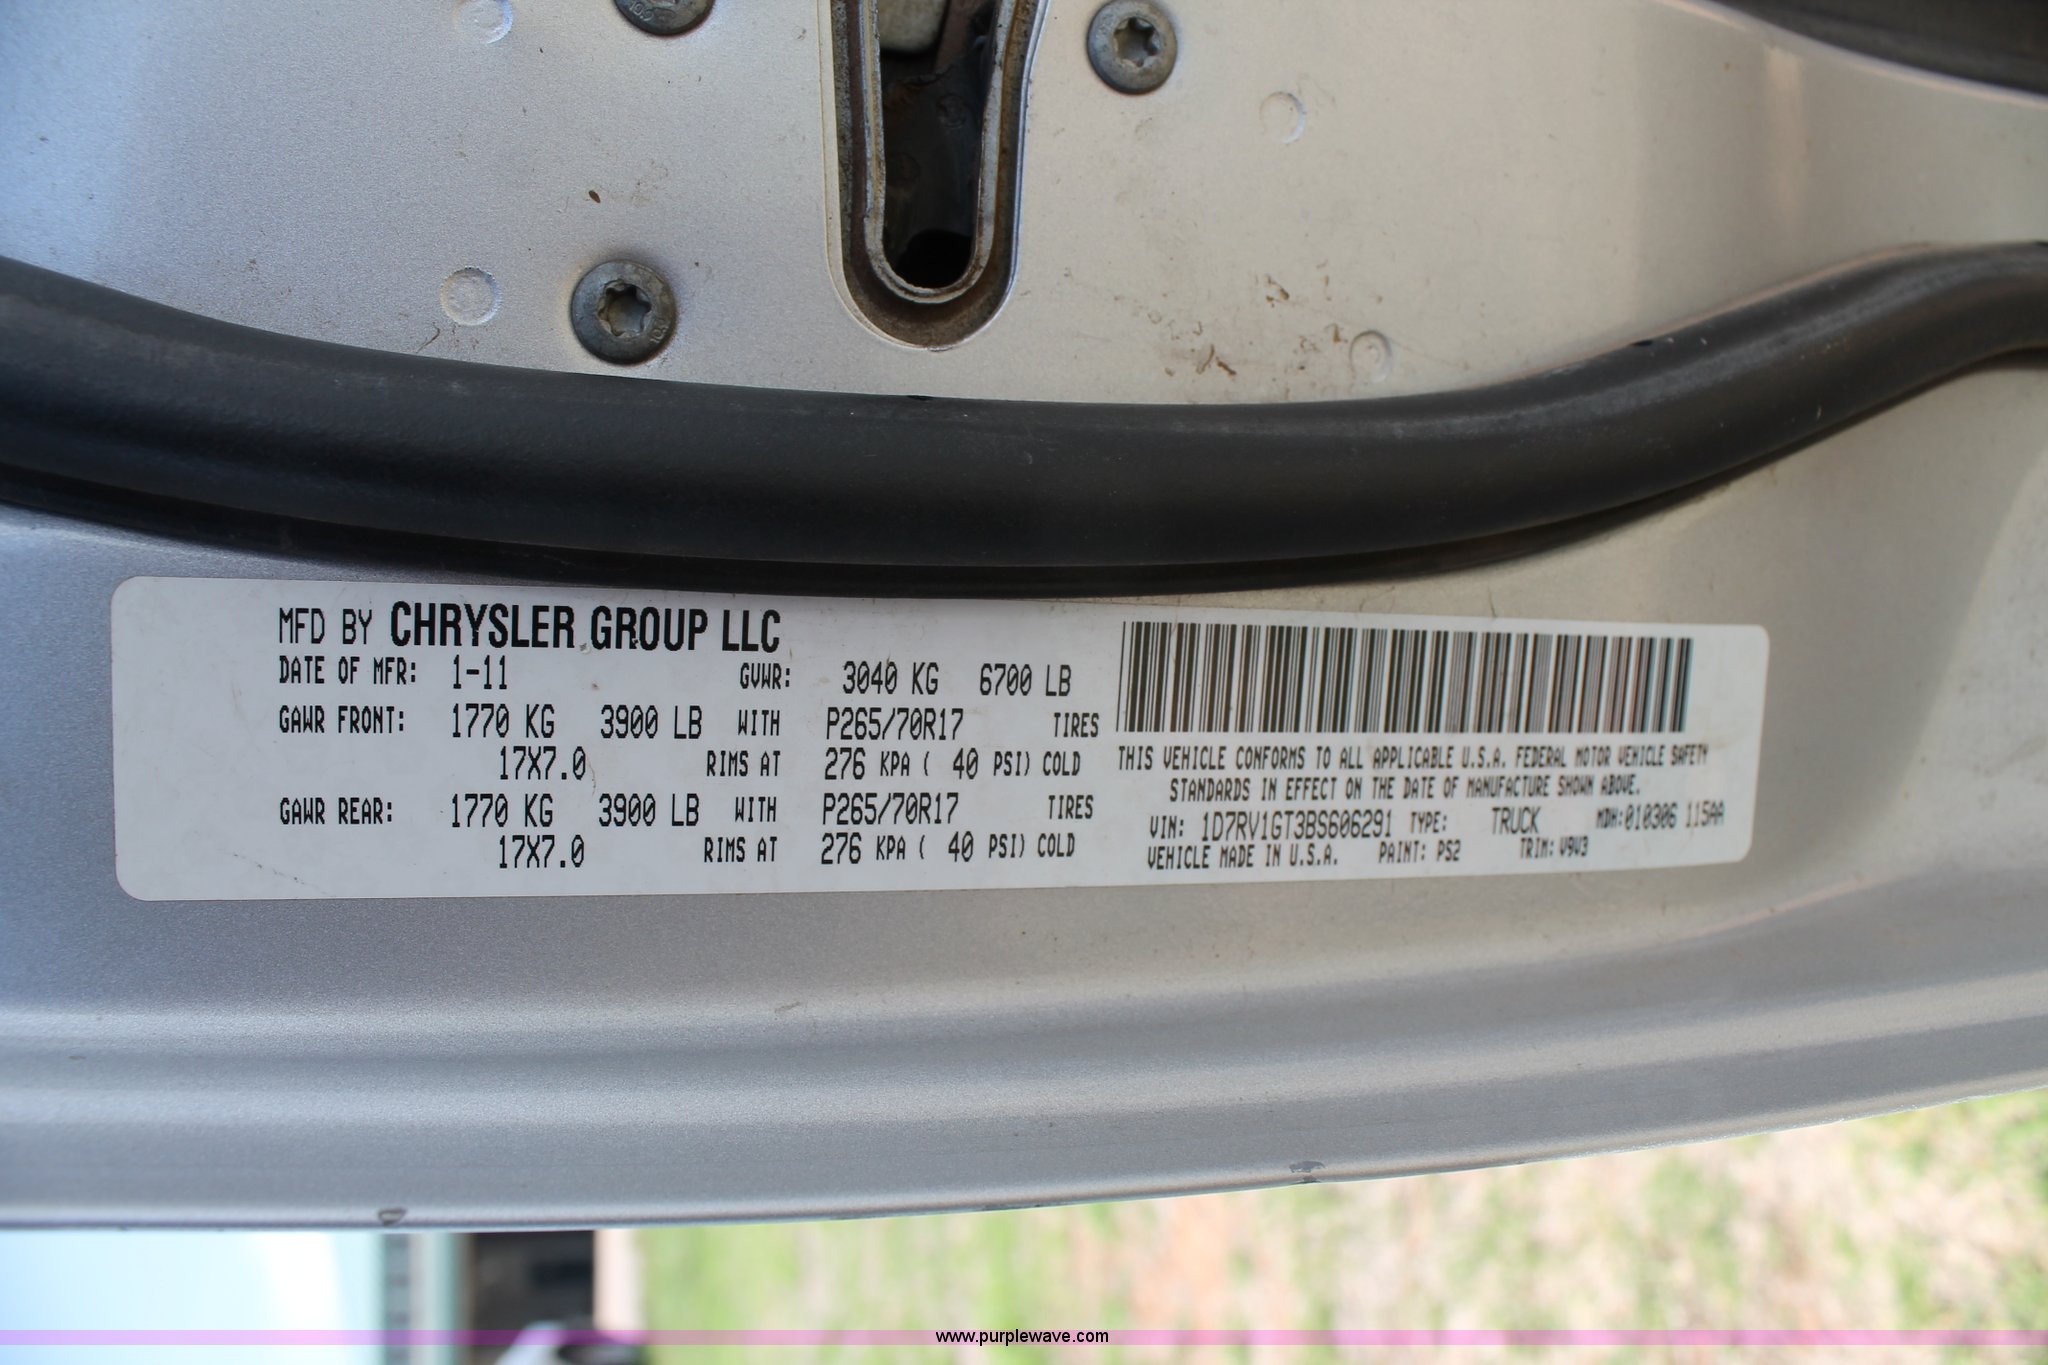 MFD BY CHRYSLER GROUP LLC
DATE OF MFR: 1-11 GVWR: 3040 KG 6700 LB
GAWR FRONT: 1770 KG 3900 LB WITH P265/70R17 TIRES
17X7.0 RIMS AT 276 KPA ( 40 PSI) COLD
GAWR REAR: 1770 KG 3900 LB WITH P265/70R17 TIRES
17X7.0 RIMS AT 276 KPA ( 40 PSI) COLD
THIS VEHICLE CONFORMS TO ALL APPLICABLE U.S.A. FEDERAL MOTOR VEHICLE SAFETY
STANDARDS IN EFFECT ON THE DATE OF MANUFACTURE SHOWN ABOVE.
VIN: 1D7RV1GT3BS606291 TYPE: TRUCK MDH:010306 115AA
VEHICLE MADE IN U.S.A. PAINT: PS2 TRIM: V9V3
www.purplewave.com